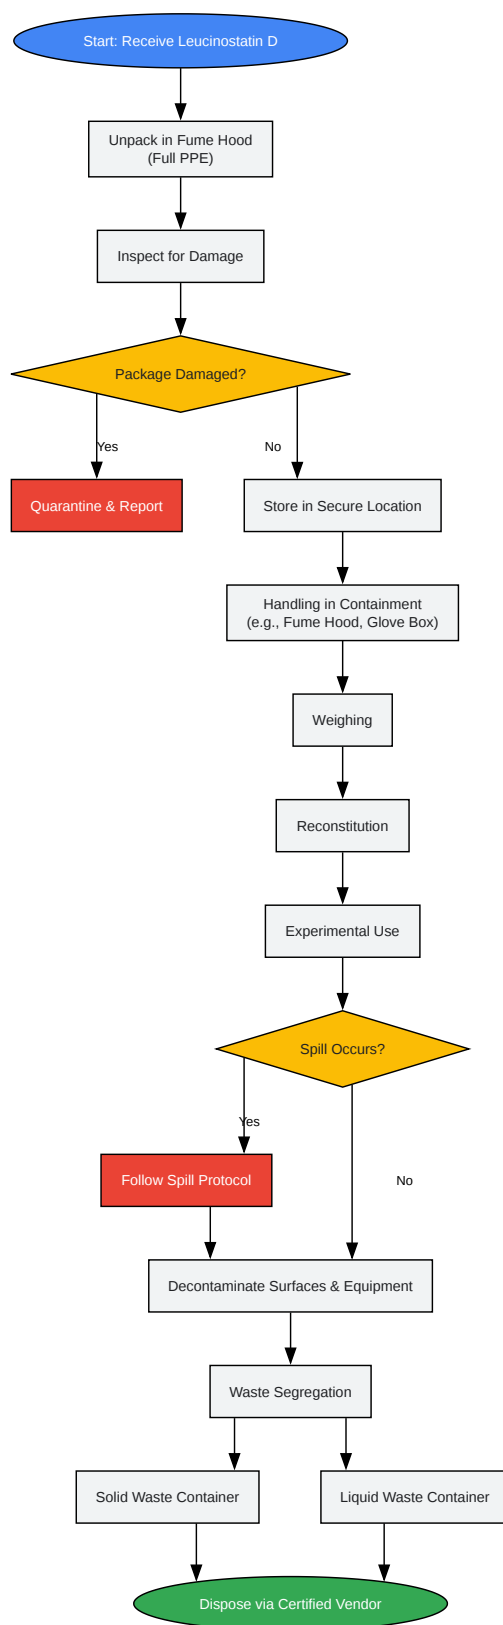 Start: Receive Leucinostatin D
Unpack in Fume Hood
(Full PPE)
Inspect for Damage
Package Damaged?
Yes
No
Quarantine & Report
Store in Secure Location
Handling in Containment
(e.g., Fume Hood, Glove Box)
Weighing
Reconstitution
Experimental Use
Spill Occurs?
Yes
Follow Spill Protocol
No
Decontaminate Surfaces & Equipment
Waste Segregation
Solid Waste Container
Liquid Waste Container
Dispose via Certified Vendor